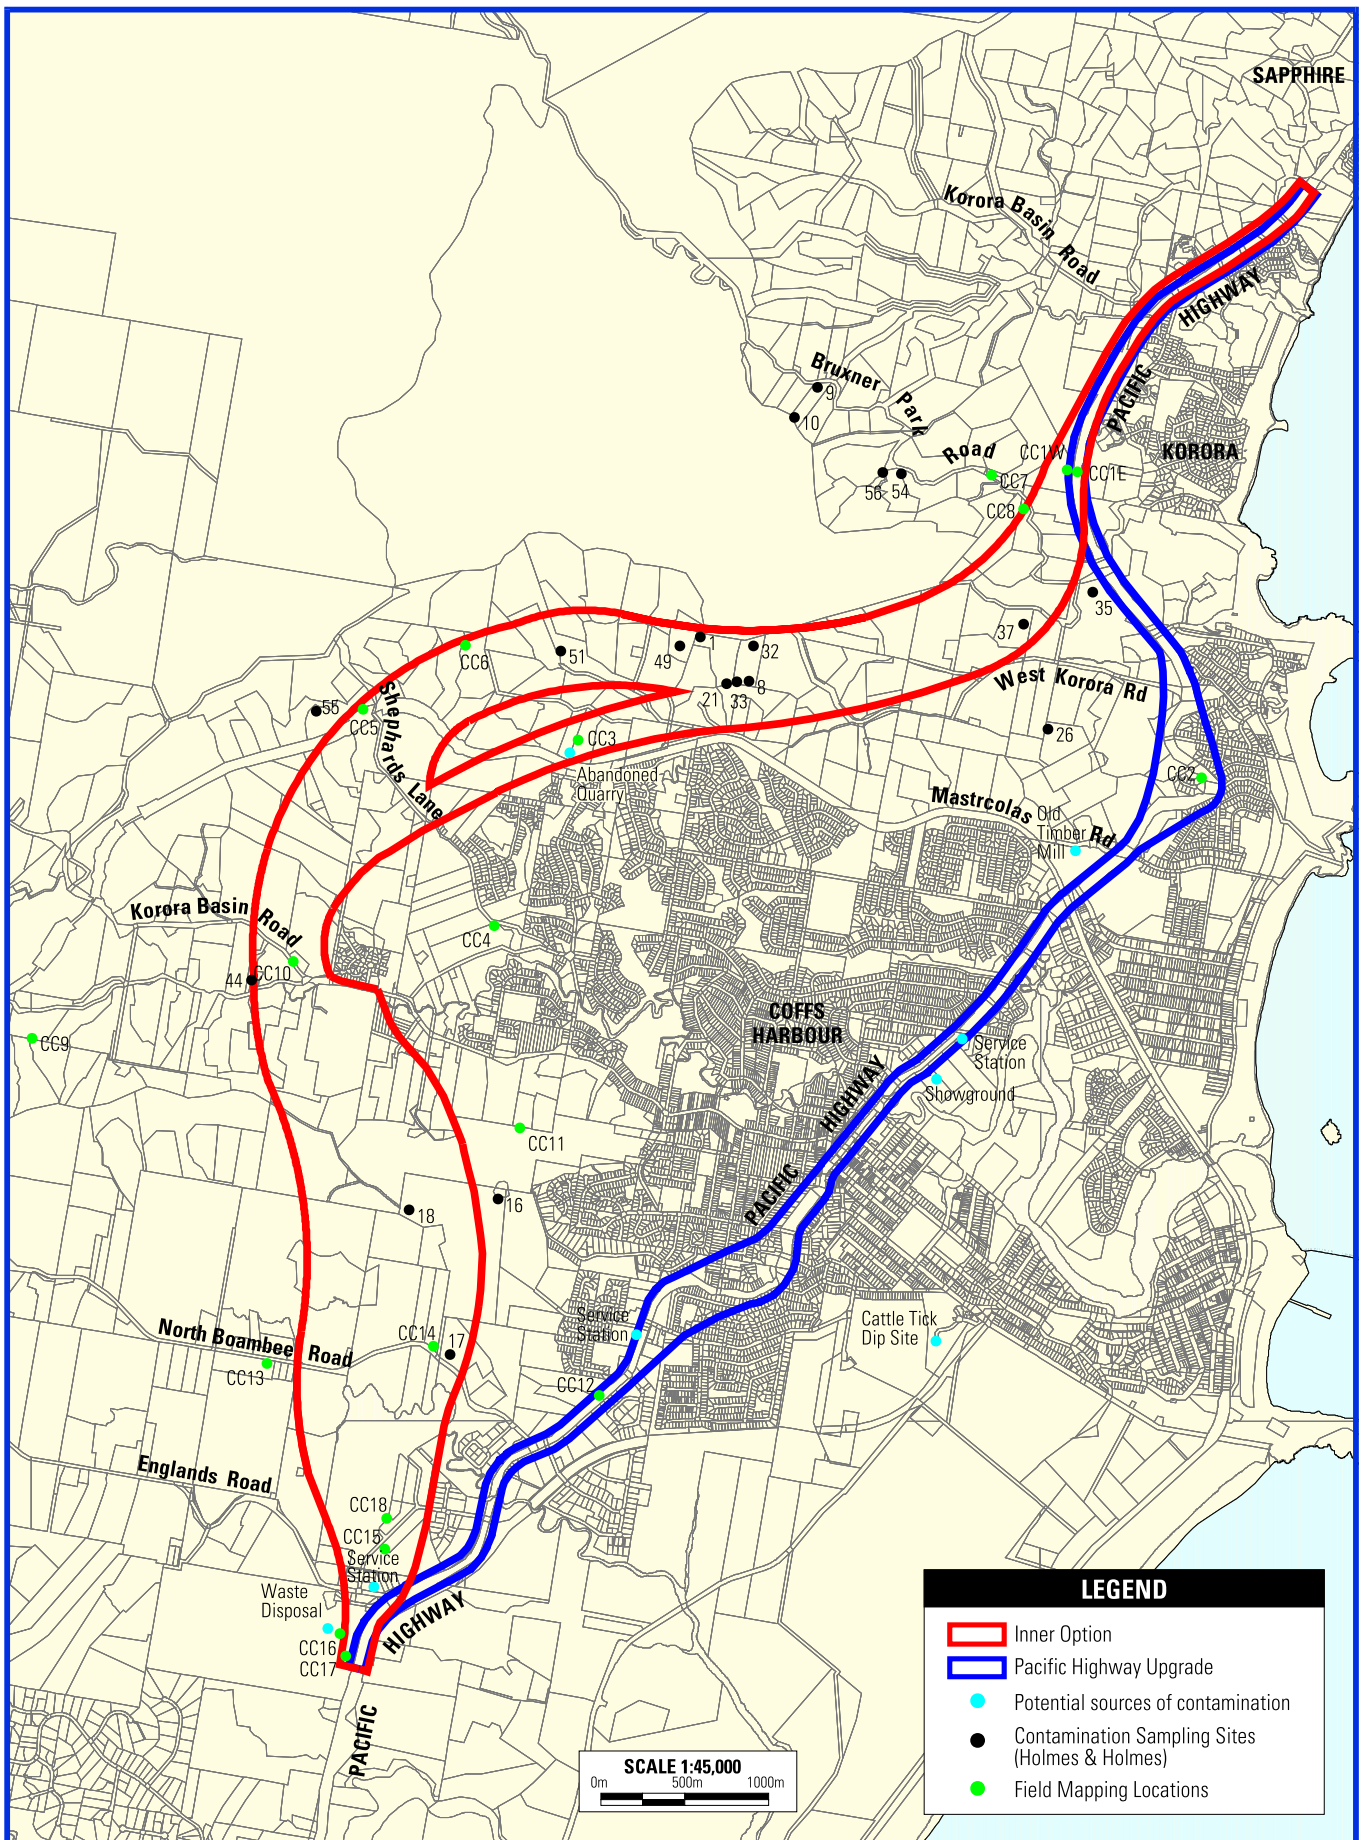 SAPPHIRE
Korora Basin Road
HIGHWAY
PACIFIC
KORORA
Bruxner Park Road
9
10
56
54
CC7
CC8
CC1W
CC1E
35
37
West Korora Rd
26
CC2
1
49
32
51
21
33
8
CC6
55
CC5
Shephards Lane
CC3
Abandoned
Quarry
Mastrcolas Rd
Old
Timber
Mill
Korora Basin Road
CC4
44
CC10
CC9
COFFS
HARBOUR
Service
Station
Showground
HIGHWAY
PACIFIC
CC11
16
18
Service
Station
Cattle Tick
Dip Site
North Boambee Road
CC14
17
CC13
CC12
Englands Road
CC18
CC15
Service
Station
Waste
Disposal
CC16
CC17
HIGHWAY
PACIFIC
SCALE 1:45,000
0m 500m 1000m
LEGEND
Inner Option
Pacific Highway Upgrade
Potential sources of contamination
Contamination Sampling Sites
(Holmes & Holmes)
Field Mapping Locations